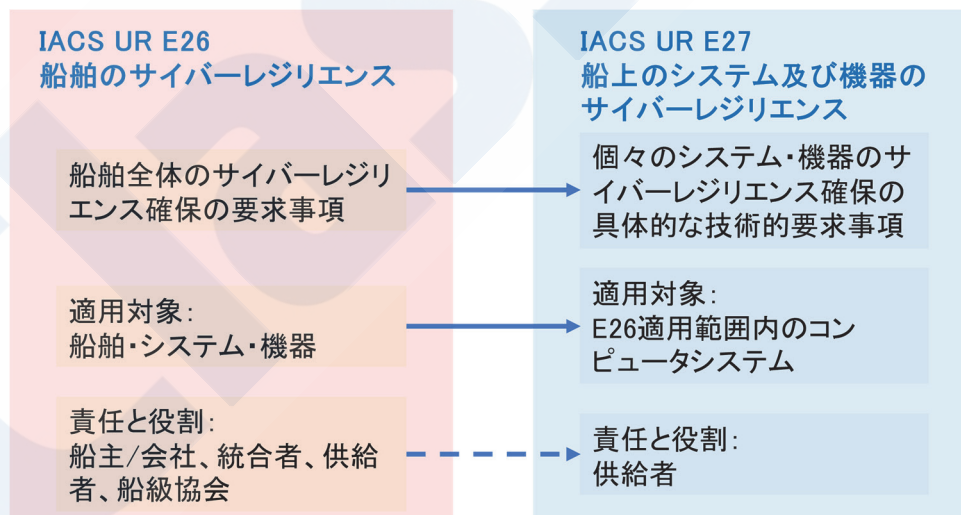 IACS UR E26
船舶のサイバーレジリエンス
船舶全体のサイバーレジリ
エンス確保の要求事項
適用対象:
船舶・システム・機器
責任と役割:
船主/会社、統合者、供給
者、船級協会
IACS UR E27
船上のシステム及び機器の
サイバーレジリエンス
個々のシステム・機器のサ
イバーレジリエンス確保の
具体的な技術的要求事項
適用対象:
E26適用範囲内のコン
ピュータシステム
責任と役割:
供給者